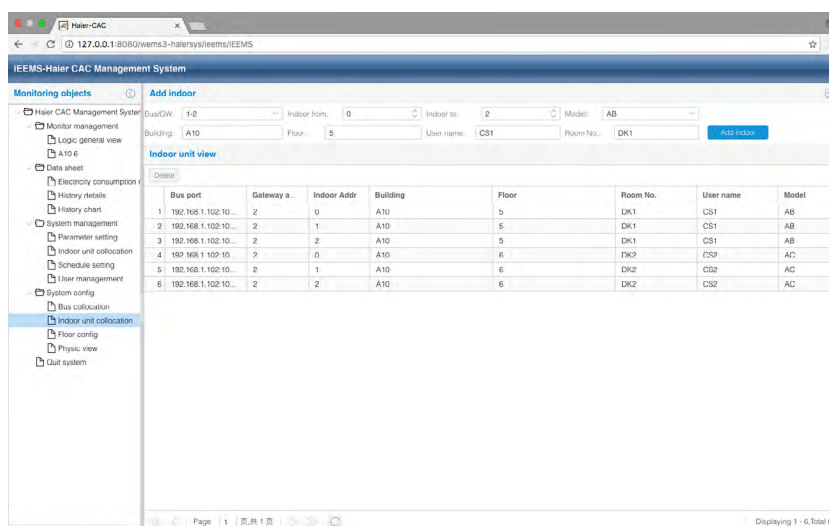 Haier-CAC
127.0.0.1:8080/wems3-haiersys/ieems/IEEMS
IEEMS-Haier CAC Management System
Monitoring objects
Haier CAC Management System
Monitor management
Logic general view
A10 6
Data sheet
Electricity consumption r
History details
History chart
System management
Parameter setting
Indoor unit collocation
Schedule setting
User management
System config
Bus collocation
Indoor unit collocation
Floor config
Physic view
Quit system
Add indoor
Bus/GW: 1-2 Indoor from: 0 Indoor to: 2 Model: AB
Building: A10 Floor: 5 User name: CS1 Room No.: DK1 Add indoor
Indoor unit view
Delete
Bus port Gateway a... Indoor Addr Building Floor Room No. User name Model
1 192.168.1.102:10... 2 0 A10 5 DK1 CS1 AB
2 192.168.1.102:10... 2 1 A10 5 DK1 CS1 AB
3 192.168.1.102:10... 2 2 A10 5 DK1 CS1 AB
4 192.168.1.102:10... 2 0 A10 6 DK2 CS2 AC
5 192.168.1.102:10... 2 1 A10 6 DK2 CS2 AC
6 192.168.1.102:10... 2 2 A10 6 DK2 CS2 AC
Page 1 页,共 1 页
Displaying 1 - 6,Total